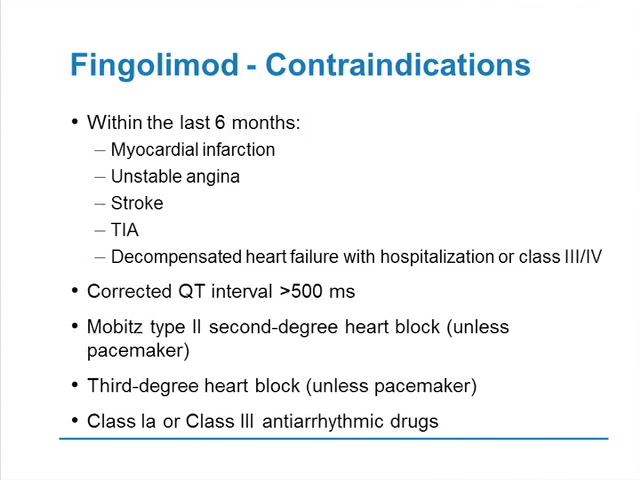 Fingolimod - Contraindications
• Within the last 6 months:
– Myocardial infarction
– Unstable angina
– Stroke
– TIA
– Decompensated heart failure with hospitalization or class III/IV
• Corrected QT interval >500 ms
• Mobitz type II second-degree heart block (unless
pacemaker)
• Third-degree heart block (unless pacemaker)
• Class Ia or Class III antiarrhythmic drugs